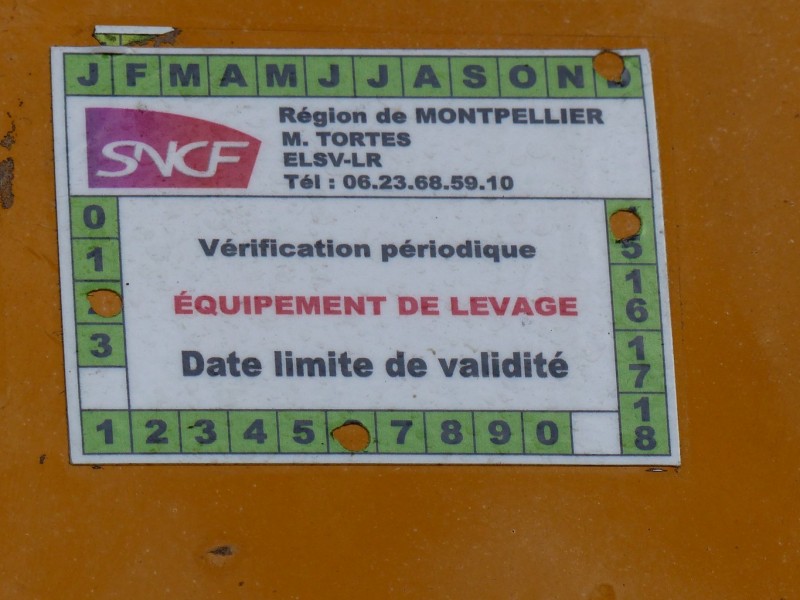 J F M A M J J A S O N D
SNCF
Région de MONTPELLIER
M. TORTES
ELSV-LR
Tél : 06.23.68.59.10
0
1
2
3
Vérification périodique
ÉQUIPEMENT DE LEVAGE
Date limite de validité
5
16
17
18
1 2 3 4 5 7 8 9 0